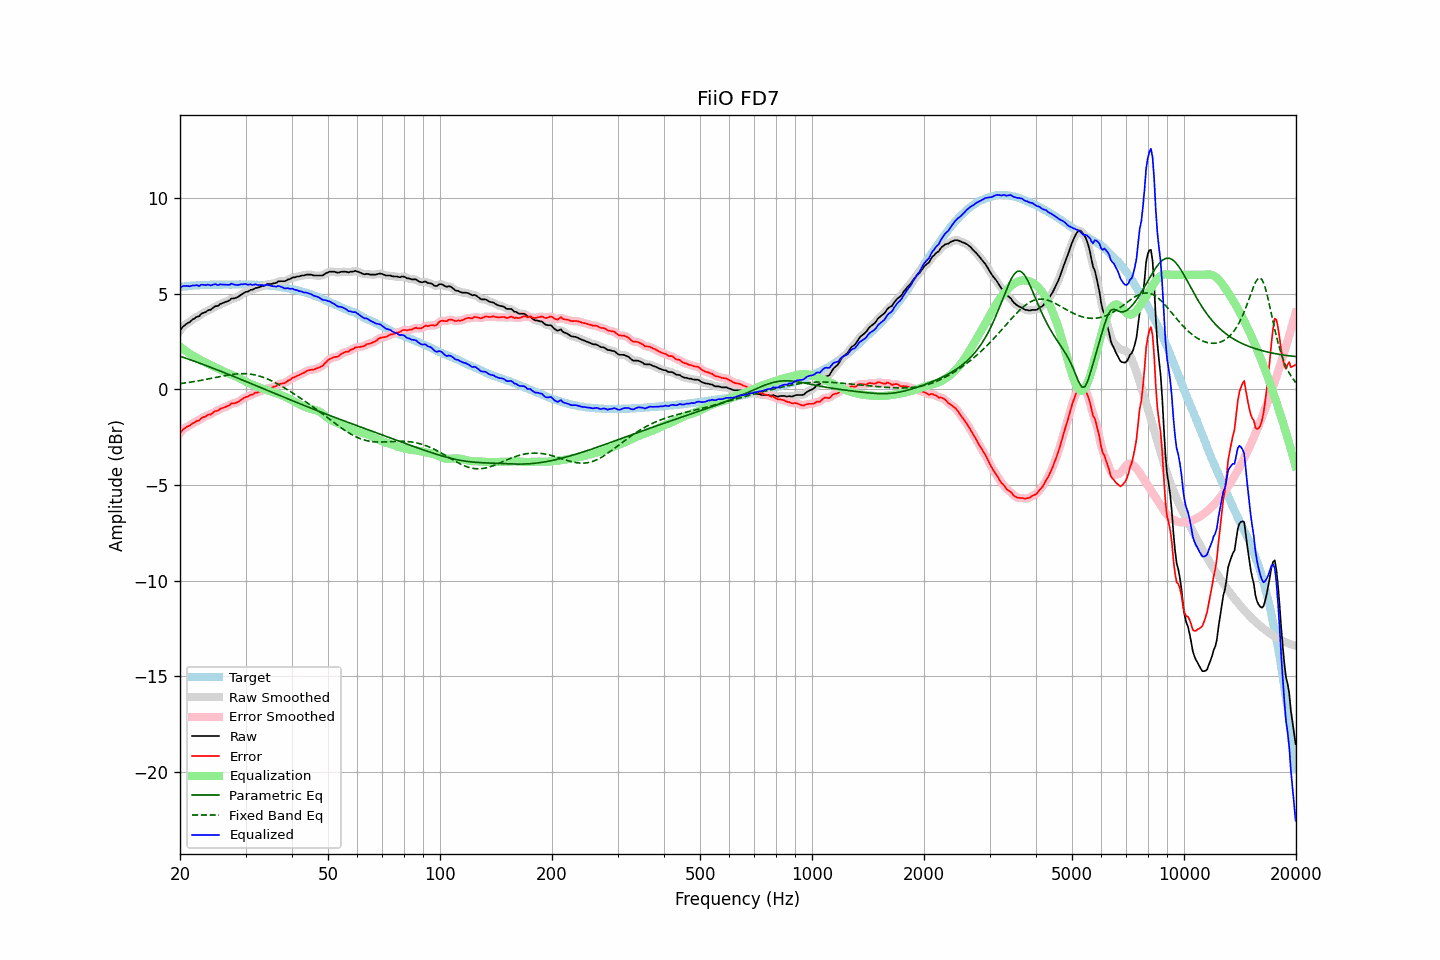 FiiO FD7
Amplitude (dBr)
10
5
0
−5
−10
−15
−20
Target
Raw Smoothed
Error Smoothed
Raw
Error
Equalization
Parametric Eq
Fixed Band Eq
Equalized
20
50
100
200
500
1000
2000
5000
10000
20000
Frequency (Hz)